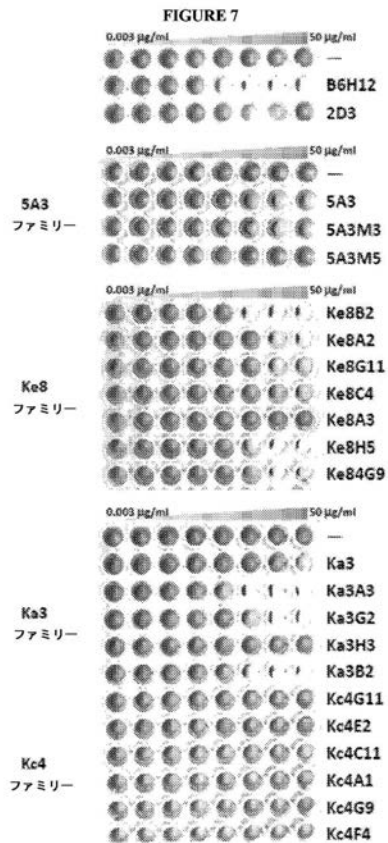 FIGURE 7
0.003 µg/ml 50 µg/ml
—
B6H12
2D3
0.003 µg/ml 50 µg/ml
5A3
ファミリー
—
5A3
5A3M3
5A3M5
0.003 µg/ml 50 µg/ml
Ke8
ファミリー
Ke8B2
Ke8A2
Ke8G11
Ke8C4
Ke8A3
Ke8H5
Ke84G9
0.003 µg/ml 50 µg/ml
Ka3
ファミリー
—
Ka3
Ka3A3
Ka3G2
Ka3H3
Ka3B2
Kc4
ファミリー
Kc4G11
Kc4E2
Kc4C11
Kc4A1
Kc4G9
Kc4F4